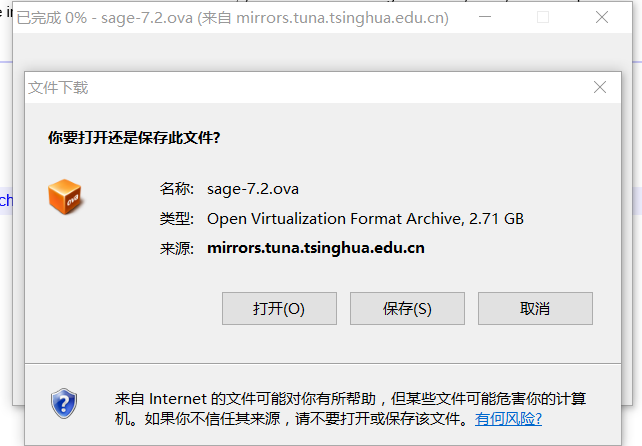 已完成 0% - sage-7.2.ova (来自 mirrors.tuna.tsinghua.edu.cn)
文件下载
你要打开还是保存此文件?
名称: sage-7.2.ova
类型: Open Virtualization Format Archive, 2.71 GB
来源: mirrors.tuna.tsinghua.edu.cn
ova
打开(O) 保存(S) 取消
ch
来自 Internet 的文件可能对你有所帮助，但某些文件可能危害你的计算
机。如果你不信任其来源，请不要打开或保存该文件。有何风险?